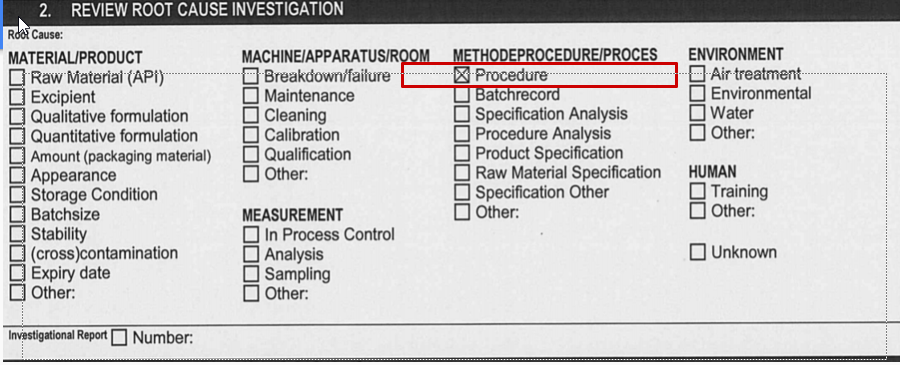 2. REVIEW ROOT CAUSE INVESTIGATION
Root Cause:
MATERIAL/PRODUCT
Raw Material (API)
Excipient
Qualitative formulation
Quantitative formulation
Amount (packaging material)
Appearance
Storage Condition
Batchsize
Stability
(cross)contamination
Expiry date
Other:
MACHINE/APPARATUS/ROOM
Breakdown/failure
Maintenance
Cleaning
Calibration
Qualification
Other:
MEASUREMENT
In Process Control
Analysis
Sampling
Other:
METHODEPROCEDURE/PROCES
Procedure
Batchrecord
Specification Analysis
Procedure Analysis
Product Specification
Raw Material Specification
Specification Other
Other:
ENVIRONMENT
Air treatment
Environmental
Water
Other:
HUMAN
Training
Other:
Unknown
Investigational Report Number: